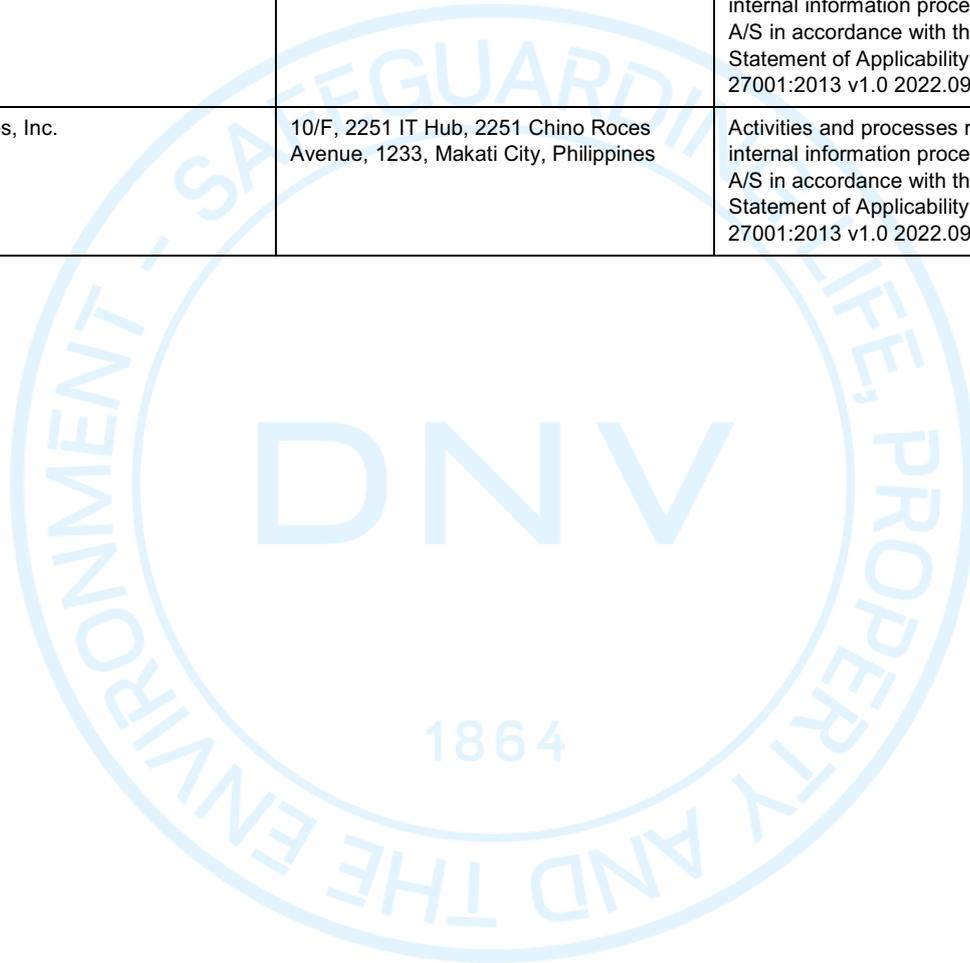 internal information proce
A/S in accordance with th
Statement of Applicability
27001:2013 v1.0 2022.09
s, Inc.
10/F, 2251 IT Hub, 2251 Chino Roces
Avenue, 1233, Makati City, Philippines
Activities and processes r
internal information proce
A/S in accordance with th
Statement of Applicability
27001:2013 v1.0 2022.09
SAFEGUARDING LIFE, PROPERTY AND THE ENVIRONMENT -
DNV
1864